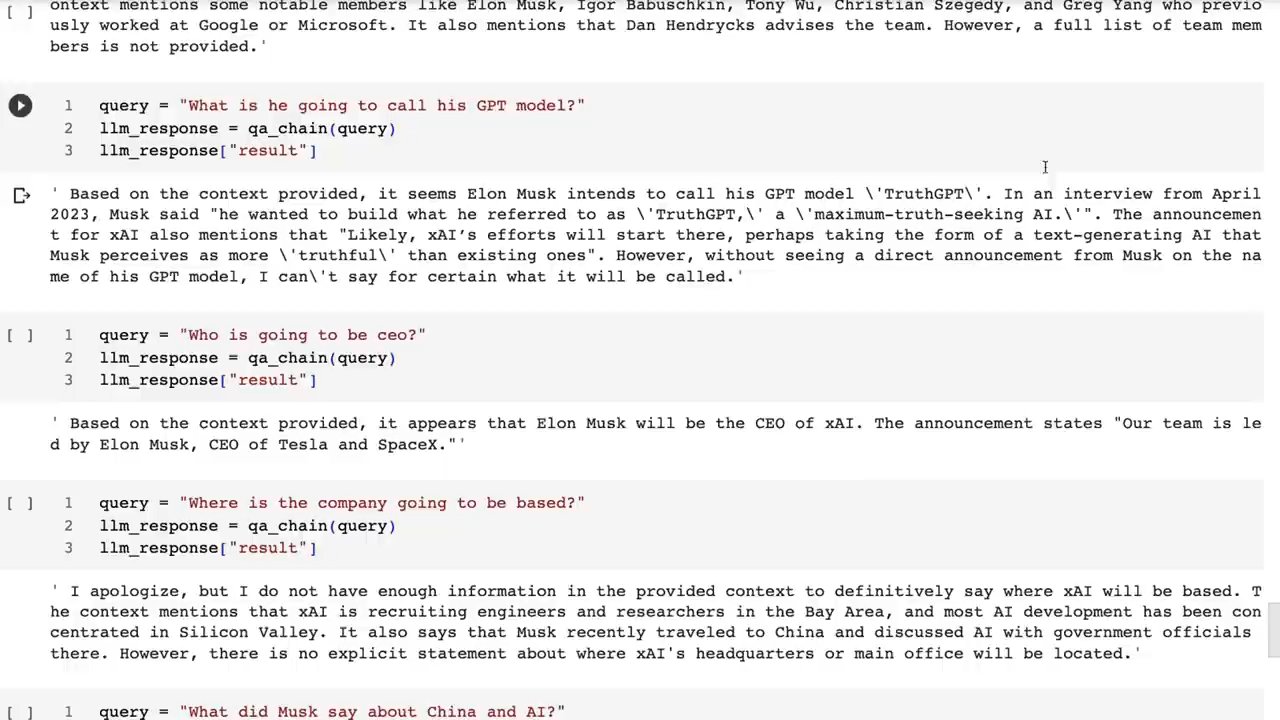 ontext mentions some notable members like Elon Musk, Igor Babuschkin, Tony Wu, Christian Szegedy, and Greg Yang who previo
[ ]
usly worked at Google or Microsoft. It also mentions that Dan Hendrycks advises the team. However, a full list of team mem
bers is not provided.'
1 query = "What is he going to call his GPT model?"
2 llm_response = qa_chain(query)
3 llm_response["result"]
' Based on the context provided, it seems Elon Musk intends to call his GPT model \'TruthGPT\'. In an interview from April
2023, Musk said "he wanted to build what he referred to as \'TruthGPT,\' a \'maximum-truth-seeking AI.\'". The announcemen
t for xAI also mentions that "Likely, xAI’s efforts will start there, perhaps taking the form of a text-generating AI that
Musk perceives as more \'truthful\' than existing ones". However, without seeing a direct announcement from Musk on the na
me of his GPT model, I can\'t say for certain what it will be called.'
[ ] 1 query = "Who is going to be ceo?"
2 llm_response = qa_chain(query)
3 llm_response["result"]
' Based on the context provided, it appears that Elon Musk will be the CEO of xAI. The announcement states "Our team is le
d by Elon Musk, CEO of Tesla and SpaceX."'
[ ] 1 query = "Where is the company going to be based?"
2 llm_response = qa_chain(query)
3 llm_response["result"]
' I apologize, but I do not have enough information in the provided context to definitively say where xAI will be based. T
he context mentions that xAI is recruiting engineers and researchers in the Bay Area, and most AI development has been con
centrated in Silicon Valley. It also says that Musk recently traveled to China and discussed AI with government officials
there. However, there is no explicit statement about where xAI's headquarters or main office will be located.'
[ ] 1 query = "What did Musk say about China and AI?"